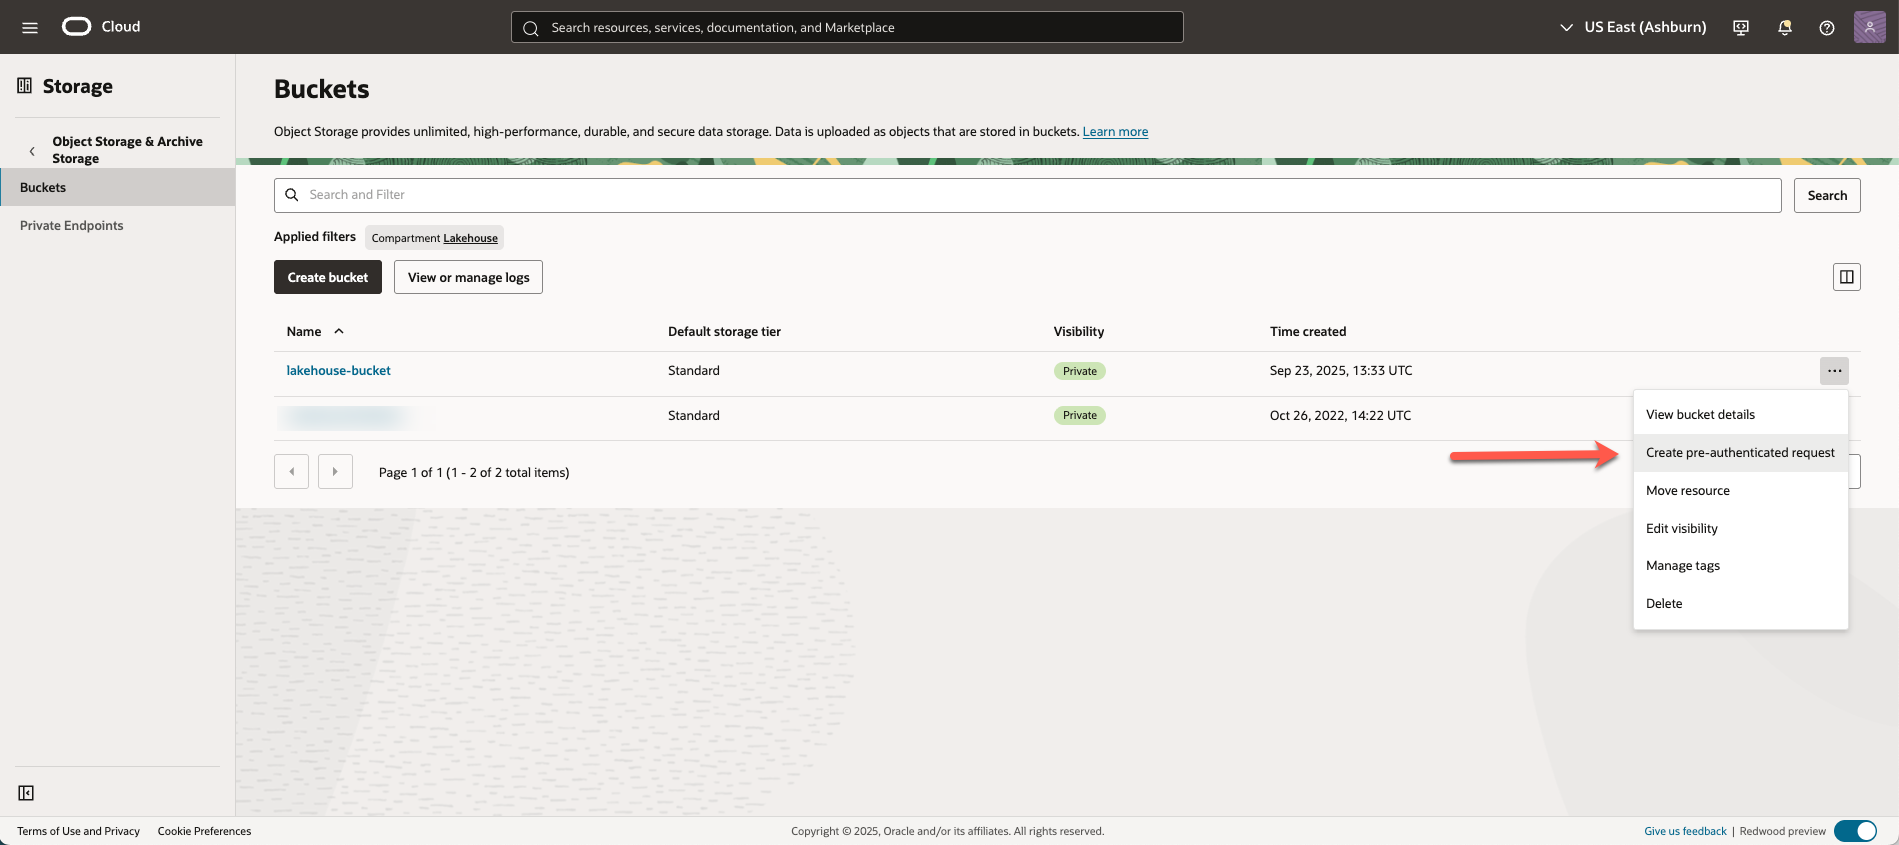 Cloud
Search resources, services, documentation, and Marketplace
US East (Ashburn)
Storage
Object Storage & Archive
Storage
Buckets
Private Endpoints
Buckets
Object Storage provides unlimited, high-performance, durable, and secure data storage. Data is uploaded as objects that are stored in buckets. Learn more
Search and Filter
Search
Applied filters Compartment Lakehouse
Create bucket View or manage logs
Name Default storage tier Visibility Time created
lakehouse-bucket Standard Private Sep 23, 2025, 13:33 UTC
Standard Private Oct 26, 2022, 14:22 UTC
Page 1 of 1 (1 - 2 of 2 total items)
View bucket details
Create pre-authenticated request
Move resource
Edit visibility
Manage tags
Delete
Terms of Use and Privacy Cookie Preferences
Copyright © 2025, Oracle and/or its affiliates. All rights reserved.
Give us feedback | Redwood preview